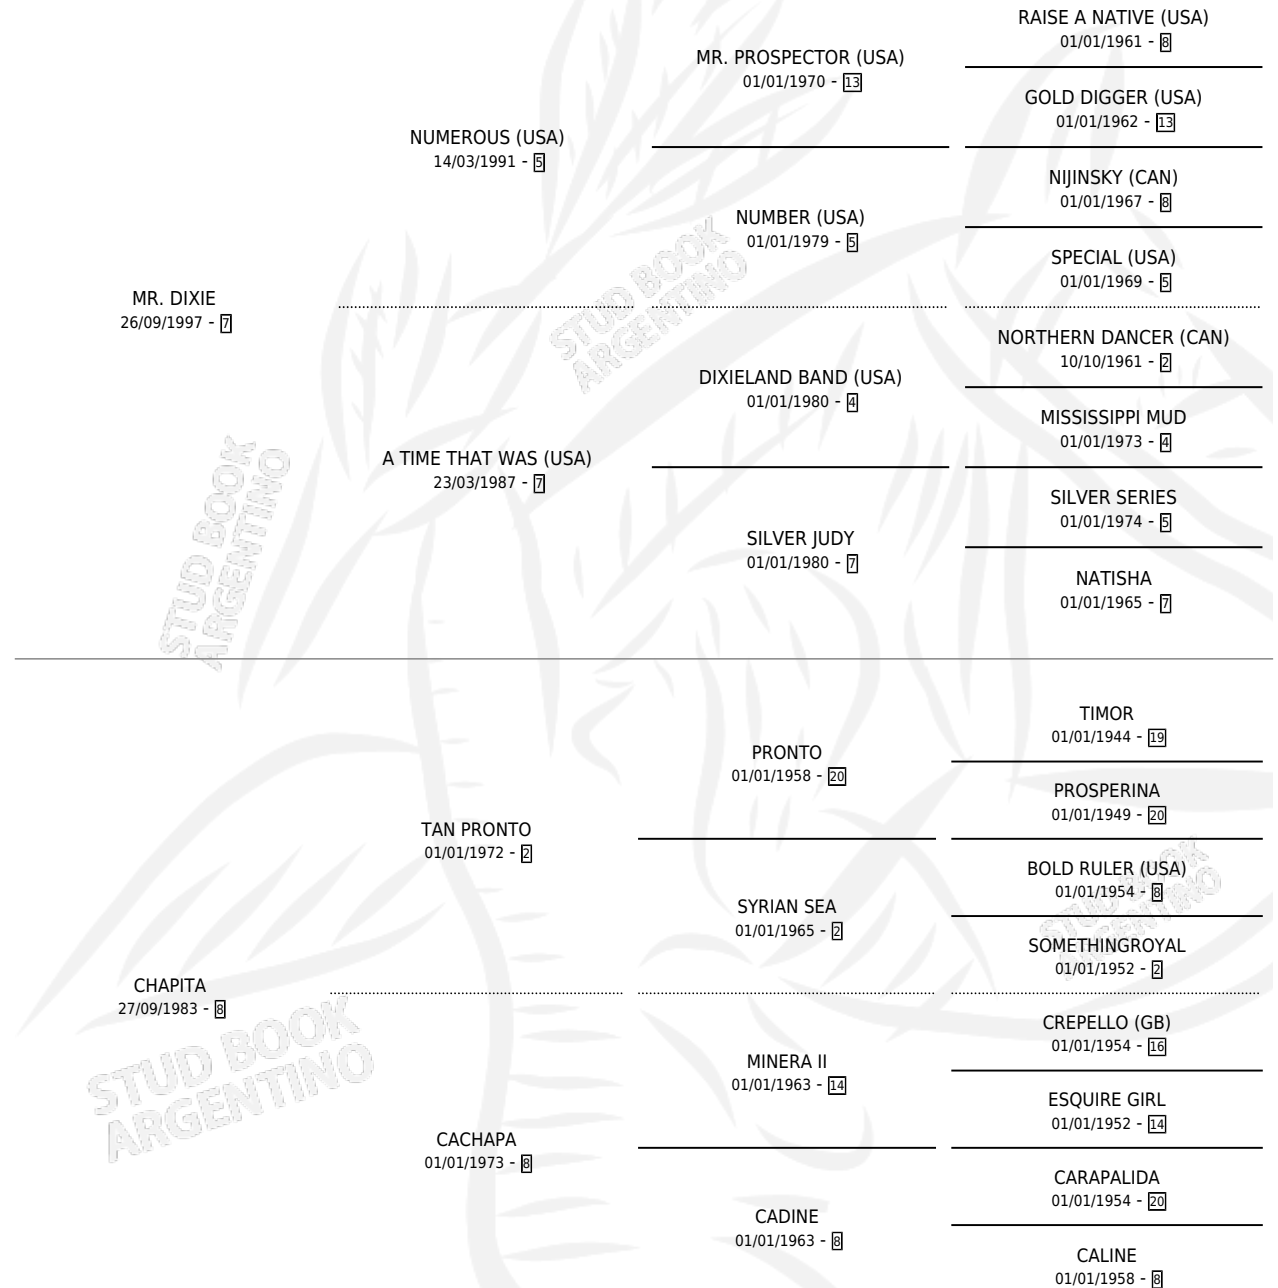 RAISE A NATIVE (USA)
01/01/1961 - 8
MR. PROSPECTOR (USA)
01/01/1970 - 13
GOLD DIGGER (USA)
01/01/1962 - 13
NUMEROUS (USA)
14/03/1991 - 5
NIJINSKY (CAN)
01/01/1967 - 8
NUMBER (USA)
01/01/1979 - 5
SPECIAL (USA)
01/01/1969 - 5
MR. DIXIE
26/09/1997 - 7
NORTHERN DANCER (CAN)
10/10/1961 - 2
DIXIELAND BAND (USA)
01/01/1980 - 4
MISSISSIPPI MUD
01/01/1973 - 4
A TIME THAT WAS (USA)
23/03/1987 - 7
SILVER SERIES
01/01/1974 - 5
SILVER JUDY
01/01/1980 - 7
NATISHA
01/01/1965 - 7
TIMOR
01/01/1944 - 19
PRONTO
01/01/1958 - 20
PROSPERINA
01/01/1949 - 20
TAN PRONTO
01/01/1972 - 2
BOLD RULER (USA)
01/01/1954 - 8
SYRIAN SEA
01/01/1965 - 2
SOMETHINGROYAL
01/01/1952 - 2
CHAPITA
27/09/1983 - 8
CREPELLO (GB)
01/01/1954 - 16
MINERA II
01/01/1963 - 14
ESQUIRE GIRL
01/01/1952 - 14
CACHAPA
01/01/1973 - 8
CARAPALIDA
01/01/1954 - 20
CADINE
01/01/1963 - 8
CALINE
01/01/1958 - 8
STUD BOOK
ARGENTINO
STUD BOOK
ARGENTINO
STUD BOOK
ARGENTINO
STUD BOOK
ARGENTINO